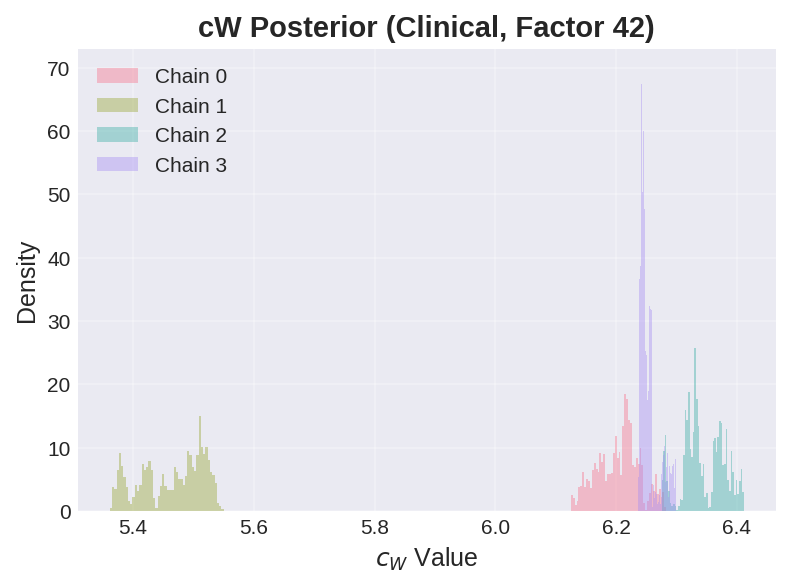 cW Posterior (Clinical, Factor 42)
70
60
50
40
30
20
10
0
Density
Chain 0
Chain 1
Chain 2
Chain 3
5.4 5.6 5.8 6.0 6.2 6.4
cW Value